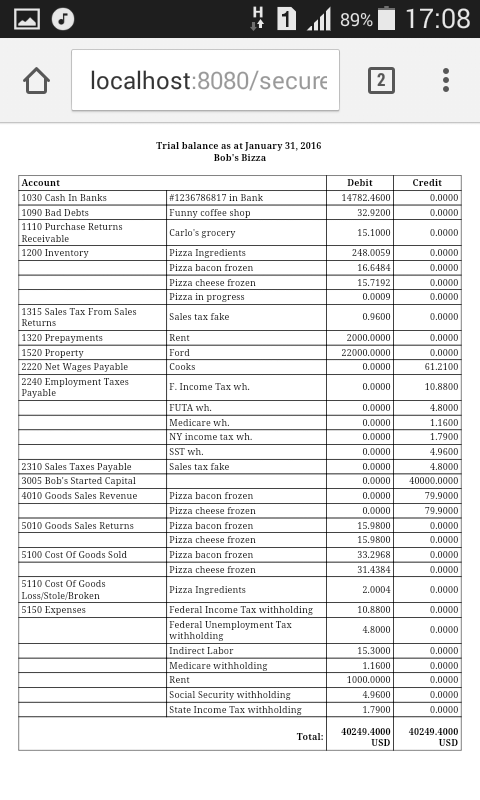 H 1 89% 17:08
localhost:8080/secure 2
Trial balance as at January 31, 2016
Bob's Bizza
Account Debit Credit
1030 Cash In Banks #1236786817 in Bank 14782.4600 0.0000
1090 Bad Debts Funny coffee shop 32.9200 0.0000
1110 Purchase Returns
Receivable Carlo's grocery 15.1000 0.0000
1200 Inventory Pizza Ingredients 248.0059 0.0000
Pizza bacon frozen 16.6484 0.0000
Pizza cheese frozen 15.7192 0.0000
Pizza in progress 0.0009 0.0000
1315 Sales Tax From Sales
Returns Sales tax fake 0.9600 0.0000
1320 Prepayments Rent 2000.0000 0.0000
1520 Property Ford 22000.0000 0.0000
2220 Net Wages Payable Cooks 0.0000 61.2100
2240 Employment Taxes
Payable F. Income Tax wh. 0.0000 10.8800
FUTA wh. 0.0000 4.8000
Medicare wh. 0.0000 1.1600
NY income tax wh. 0.0000 1.7900
SST wh. 0.0000 4.9600
2310 Sales Taxes Payable Sales tax fake 0.0000 4.8000
3005 Bob's Started Capital 0.0000 40000.0000
4010 Goods Sales Revenue Pizza bacon frozen 0.0000 79.9000
Pizza cheese frozen 0.0000 79.9000
5010 Goods Sales Returns Pizza bacon frozen 15.9800 0.0000
Pizza cheese frozen 15.9800 0.0000
5100 Cost Of Goods Sold Pizza bacon frozen 33.2968 0.0000
Pizza cheese frozen 31.4384 0.0000
5110 Cost Of Goods
Loss/Stole/Broken Pizza Ingredients 2.0004 0.0000
5150 Expenses Federal Income Tax withholding 10.8800 0.0000
Federal Unemployment Tax
withholding 4.8000 0.0000
Indirect Labor 15.3000 0.0000
Medicare withholding 1.1600 0.0000
Rent 1000.0000 0.0000
Social Security withholding 4.9600 0.0000
State Income Tax withholding 1.7900 0.0000
Total: 40249.4000 40249.4000
USD USD